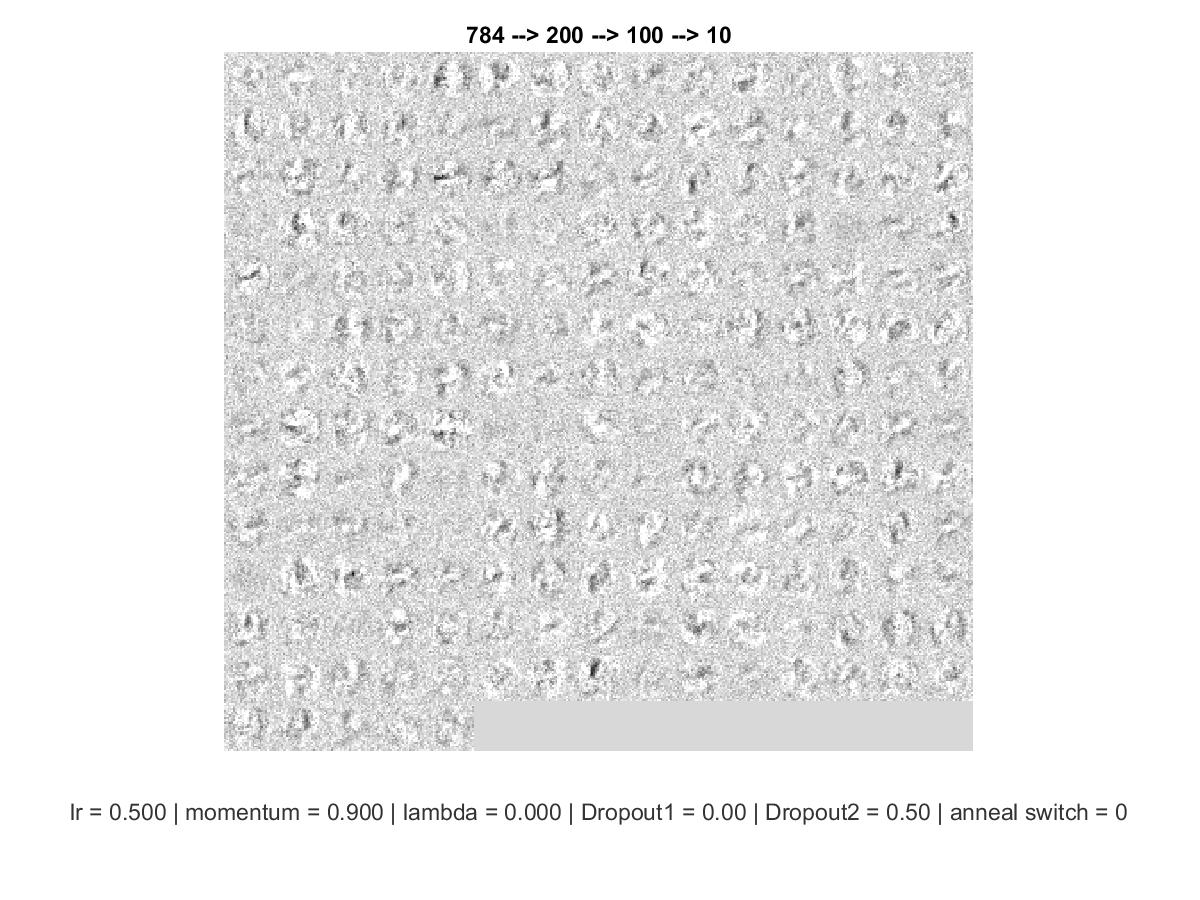 784 --> 200 --> 100 --> 10
lr = 0.500 | momentum = 0.900 | lambda = 0.000 | Dropout1 = 0.00 | Dropout2 = 0.50 | anneal switch = 0